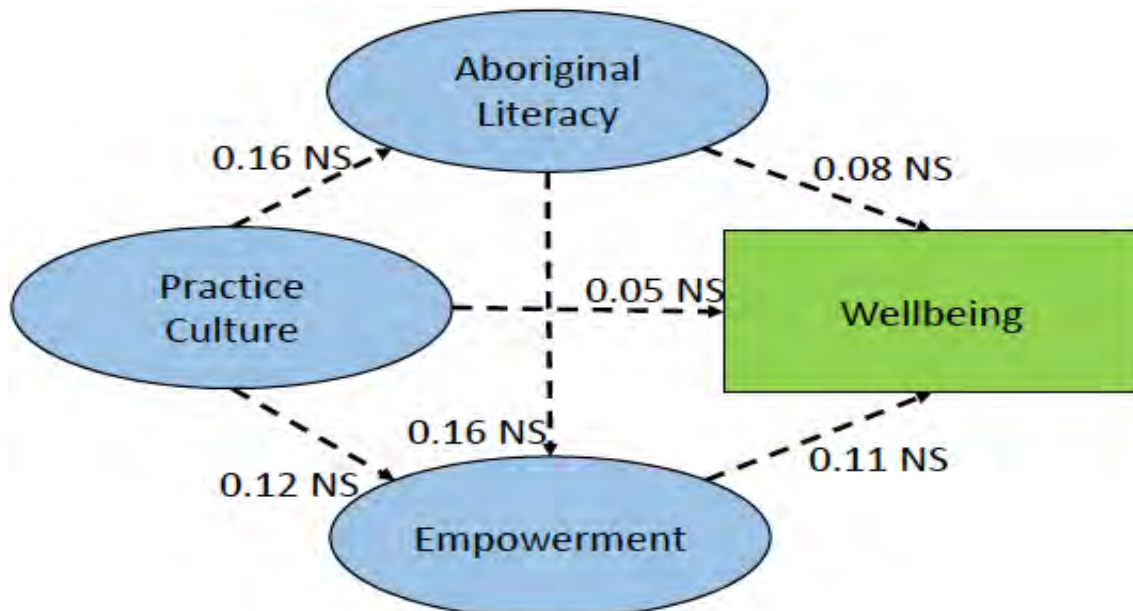 Aboriginal
Literacy
0.16 NS
0.08 NS
Practice
Culture
0.05 NS
Wellbeing
0.16 NS
0.12 NS
0.11 NS
Empowerment